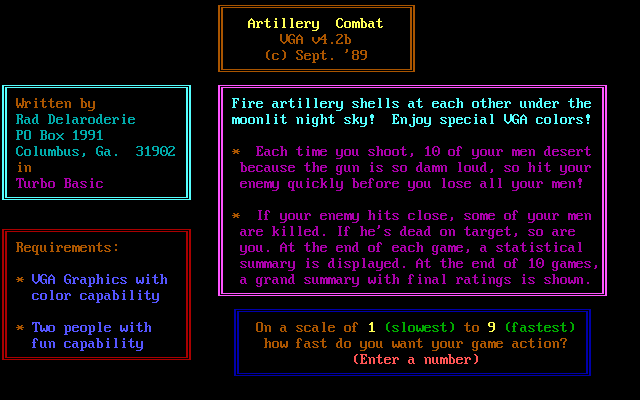 Artillery  Combat
VGA v4.2b
(c) Sept. '89
Written by
Rad Delaroderie
PO Box 1991
Columbus, Ga.  31902
in
Turbo Basic
Fire artillery shells at each other under the
moonlit night sky!  Enjoy special VGA colors!
*  Each time you shoot, 10 of your men desert
because the gun is so damn loud, so hit your
enemy quickly before you lose all your men!
*  If your enemy hits close, some of your men
are killed. If he's dead on target, so are
you. At the end of each game, a statistical
summary is displayed. At the end of 10 games,
a grand summary with final ratings is shown.
Requirements:
* VGA Graphics with
color capability
* Two people with
fun capability
On a scale of 1 (slowest) to 9 (fastest)
how fast do you want your game action?
(Enter a number)